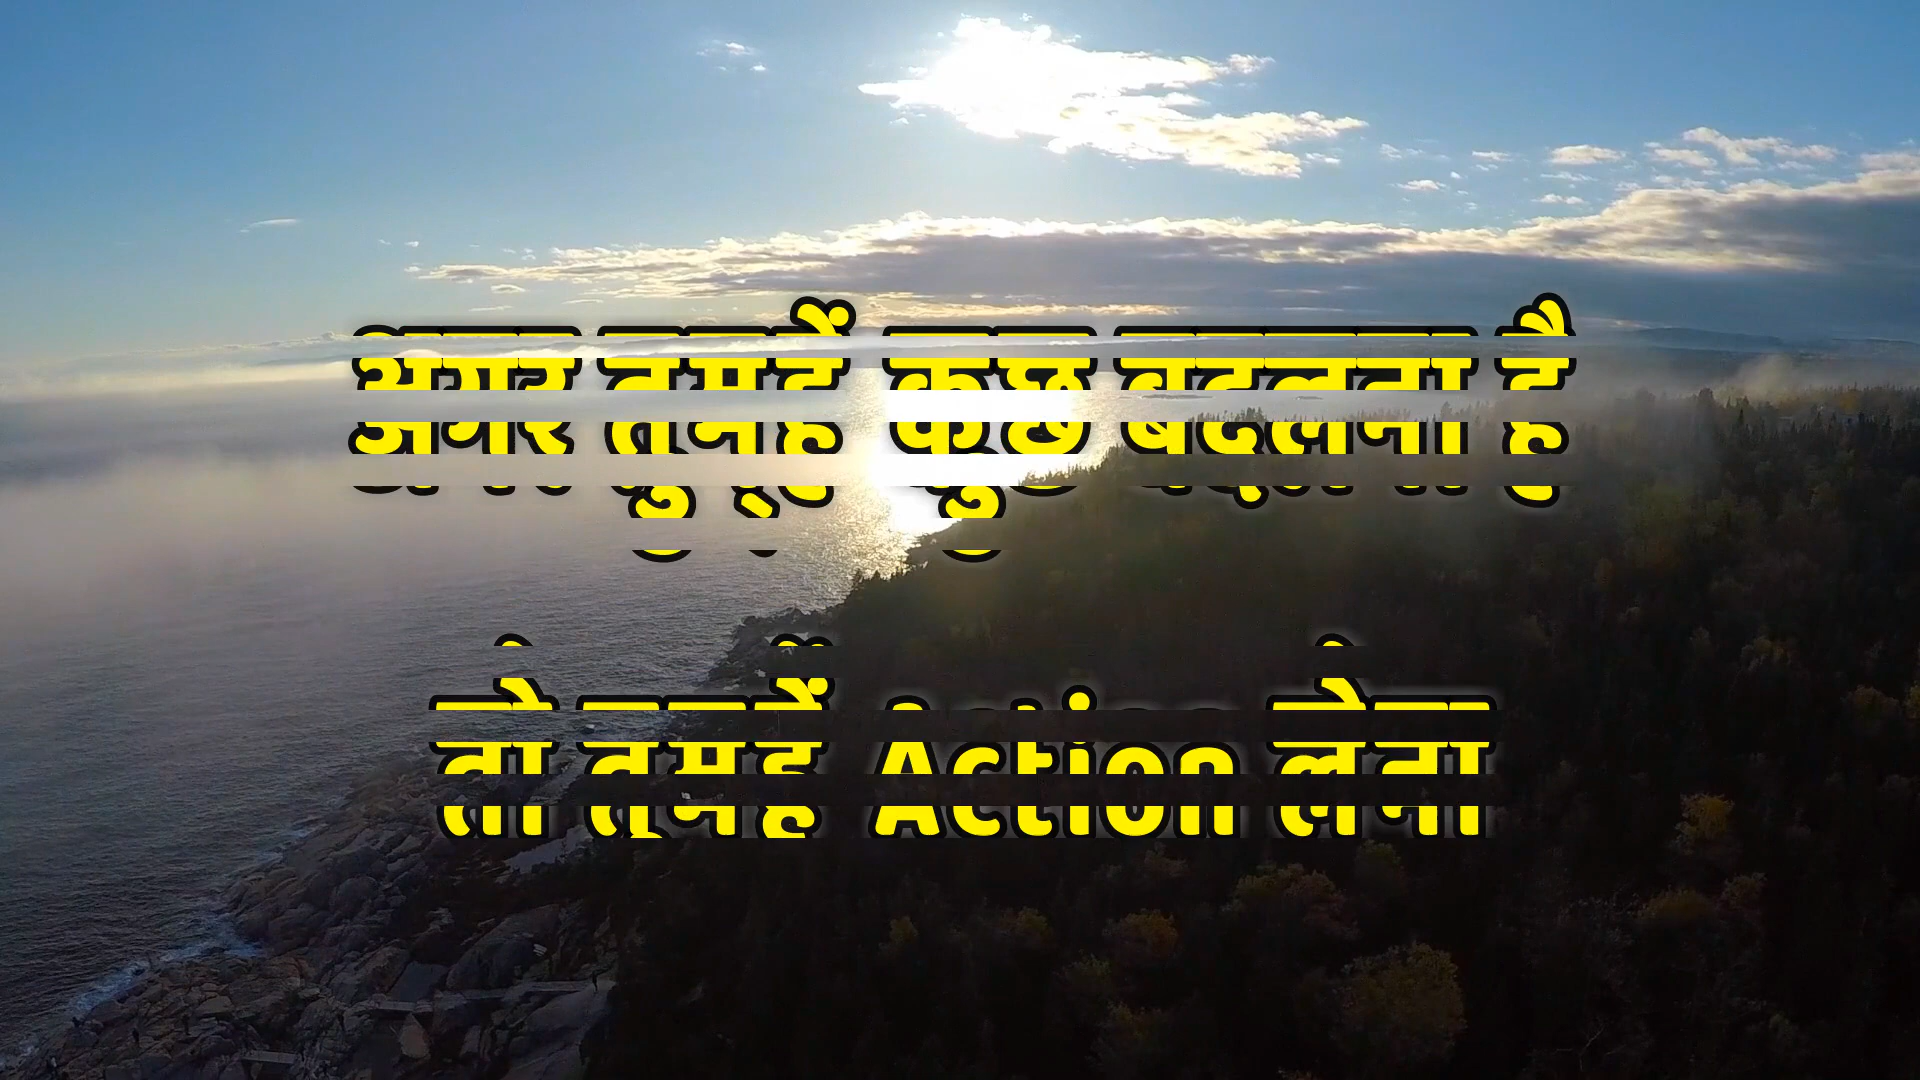 अगर तुम्हें कुछ बदलना है
तो तुम्हें Action लेना